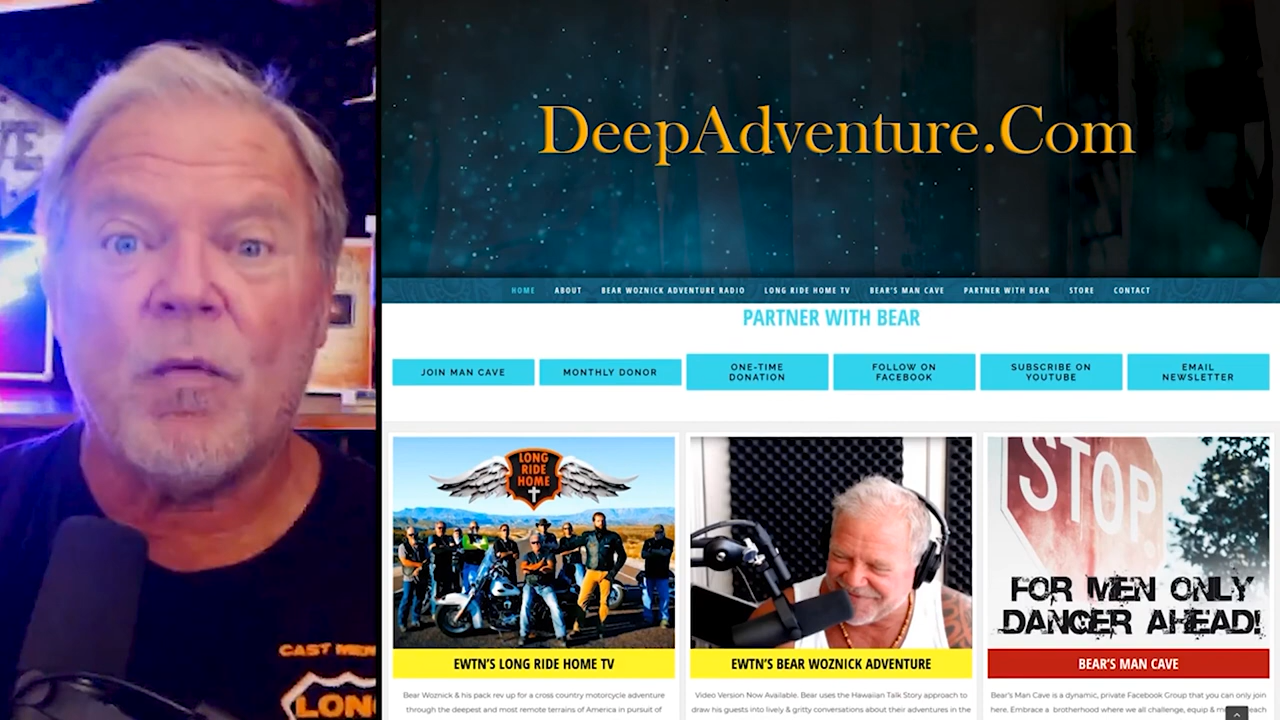 DeepAdventure.Com
HOME ABOUT BEAR WOZNICK ADVENTURE RADIO LONG RIDE HOME TV BEAR'S MAN CAVE PARTNER WITH BEAR STORE CONTACT
PARTNER WITH BEAR
JOIN MAN CAVE
MONTHLY DONOR
ONE-TIME
DONATION
FOLLOW ON
FACEBOOK
SUBSCRIBE ON
YOUTUBE
EMAIL
NEWSLETTER
LONG
RIDE
HOME
STOP
FOR MEN ONLY
DANGER AHEAD!
EWTN'S LONG RIDE HOME TV
EWTN'S BEAR WOZNICK ADVENTURE
BEAR'S MAN CAVE
Bear Woznick & his pack rev up for a cross country motorcycle adventure
through the deepest and most remote terrains of America in pursuit of
Video Version Now Available. Bear uses the Hawaiian Talk Story approach to
draw his guests into lively & gritty conversations about their adventures in the
Bear's Man Cave is a dynamic, private Facebook Group that you can only join
here. Embrace a brotherhood where we all challenge, equip &
CAST MEM
LON